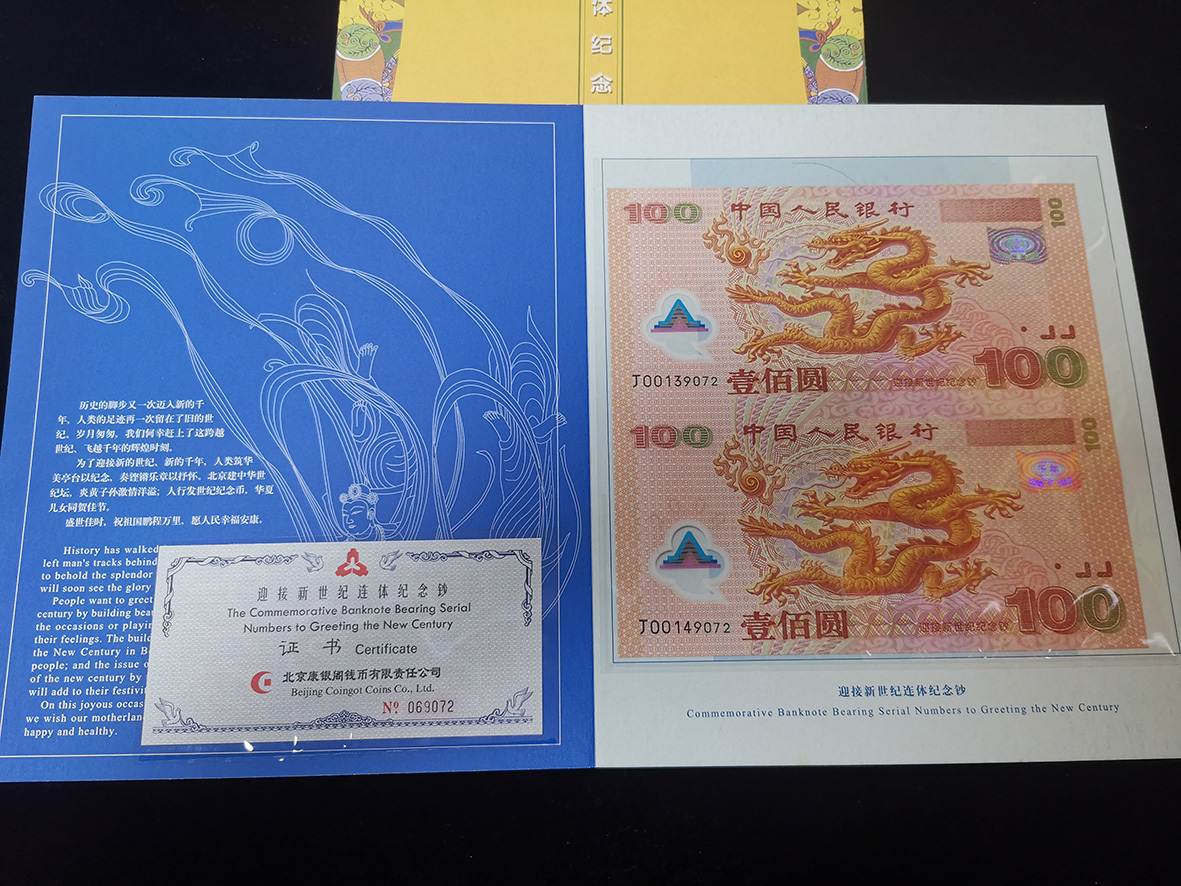 体纪念
历史的脚步又一次迈入新的千
年，人类的足迹再一次留在了旧的世
纪。岁月匆匆，我们何幸赶上了这跨越
世纪、飞越千年的辉煌时刻。
为了迎接新的世纪、新的千年，人类筑华
美亭台以纪念，奏铿锵乐章以抒怀。北京建中华世
纪坛，炎黄子孙激情洋溢；人行发世纪纪念币，华夏
儿女同贺佳节。
盛世佳时，祝祖国鹏程万里，愿人民幸福安康。
History has walked
left man's tracks behind
to behold the splendor
will soon see the glory
People want to greet
century by building beau
the occasions or playin
their feelings. The build
the New Century in B
people; and the issue o
of the new century by
will add to their festivi
On this joyous occas
we wish our motherlan
happy and healthy.
迎接新世纪连体纪念钞
The Commemorative Banknote Bearing Serial
Numbers to Greeting the New Century
证书 Certificate
北京康银阁钱币有限责任公司
Beijing Coingot Coins Co., Ltd.
Nº 069072
100 中国人民银行 100
J00139072 壹佰圆 迎接新世纪纪念钞 100
100 中国人民银行 100
千年
J00149072 壹佰圆 迎接新世纪纪念钞 100
迎接新世纪连体纪念钞
Commemorative Banknote Bearing Serial Numbers to Greeting the New Century